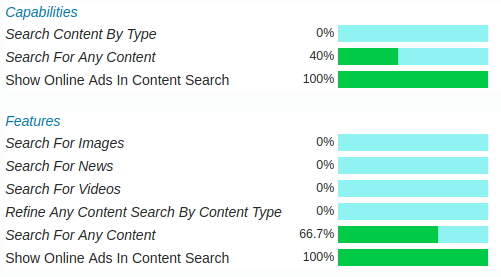 Capabilities
Search Content By Type 0%
Search For Any Content 40%
Show Online Ads In Content Search 100%
Features
Search For Images 0%
Search For News 0%
Search For Videos 0%
Refine Any Content Search By Content Type 0%
Search For Any Content 66.7%
Show Online Ads In Content Search 100%